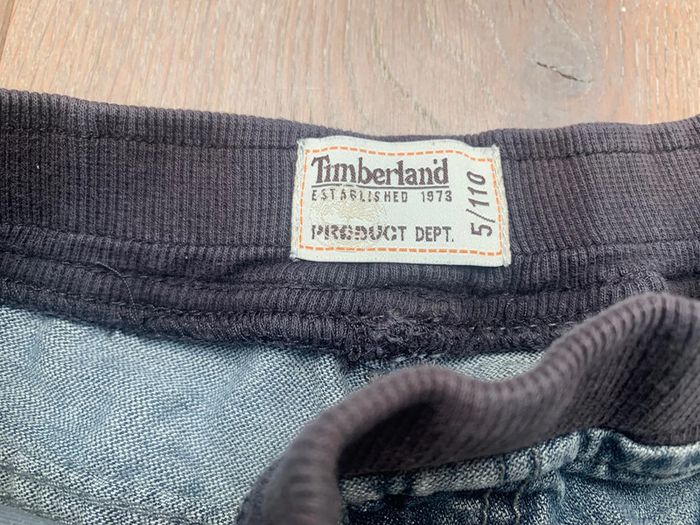 Timberland
ESTABLISHED 1973
PRODUCT DEPT.
5/110